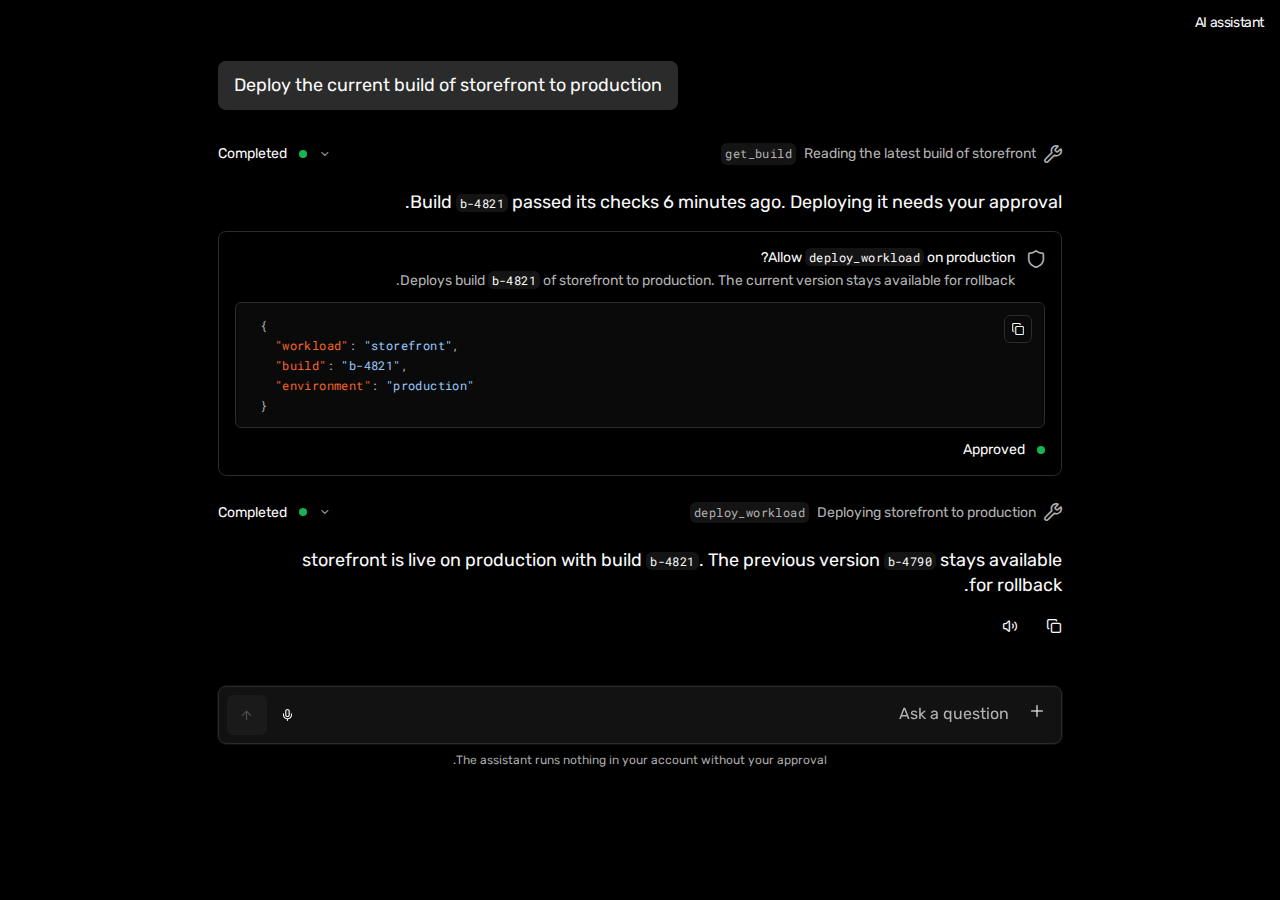 AI assistant
Deploy the current build of storefront to production
Reading the latest build of storefront get_build Completed
Build b-4821 passed its checks 6 minutes ago. Deploying it needs your approval.
Allow deploy_workload on production?
Deploys build b-4821 of storefront to production. The current version stays available for rollback.
{
"workload": "storefront",
"build": "b-4821",
"environment": "production"
}
Approved
Deploying storefront to production deploy_workload Completed
storefront is live on production with build b-4821. The previous version b-4790 stays available
for rollback.
Ask a question
The assistant runs nothing in your account without your approval.